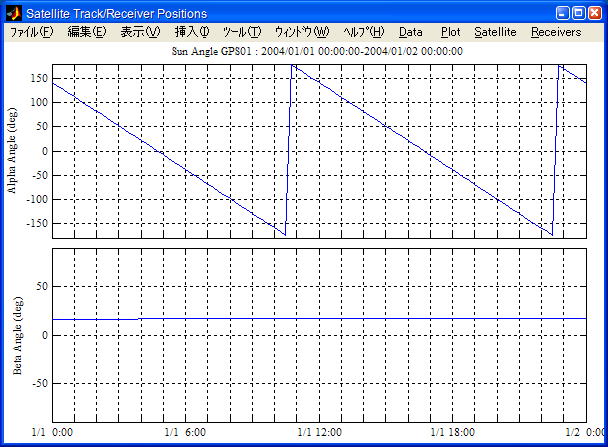 Satellite Track/Receiver Positions
ﾌｧｲﾙ(F) 編集(E) 表示(V) 挿入(I) ﾂｰﾙ(T) ｳｨﾝﾄﾞｳ(W) ﾍﾙﾌﾟ(H) Data Plot Satellite Receivers
Sun Angle GPS01 : 2004/01/01 00:00:00-2004/01/02 00:00:00
Alpha Angle (deg)
150
100
50
0
-50
-100
-150
Beta Angle (deg)
50
0
-50
1/1 0:00 1/1 6:00 1/1 12:00 1/1 18:00 1/2 0:00